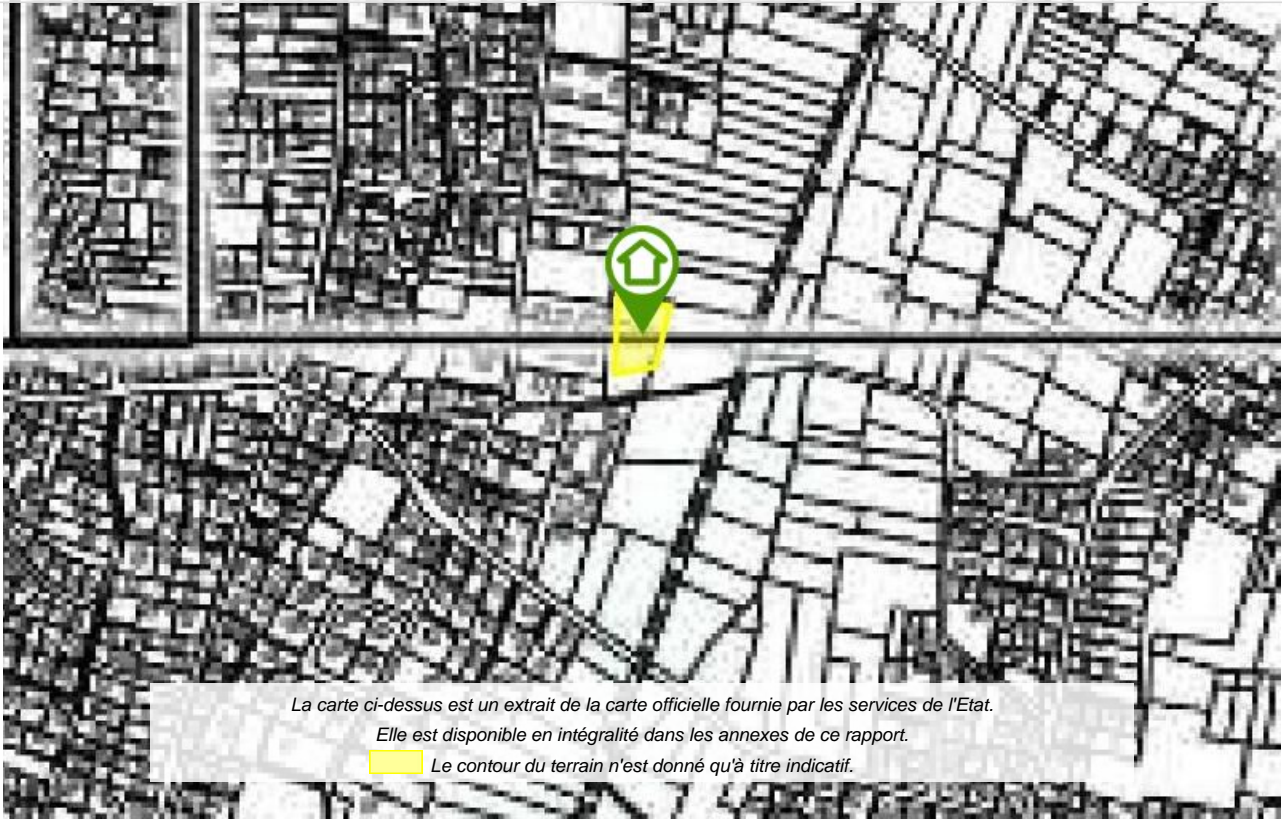 La carte ci-dessus est un extrait de la carte officielle fournie par les services de l'Etat.
Elle est disponible en intégralité dans les annexes de ce rapport.
Le contour du terrain n'est donné qu'à titre indicatif.